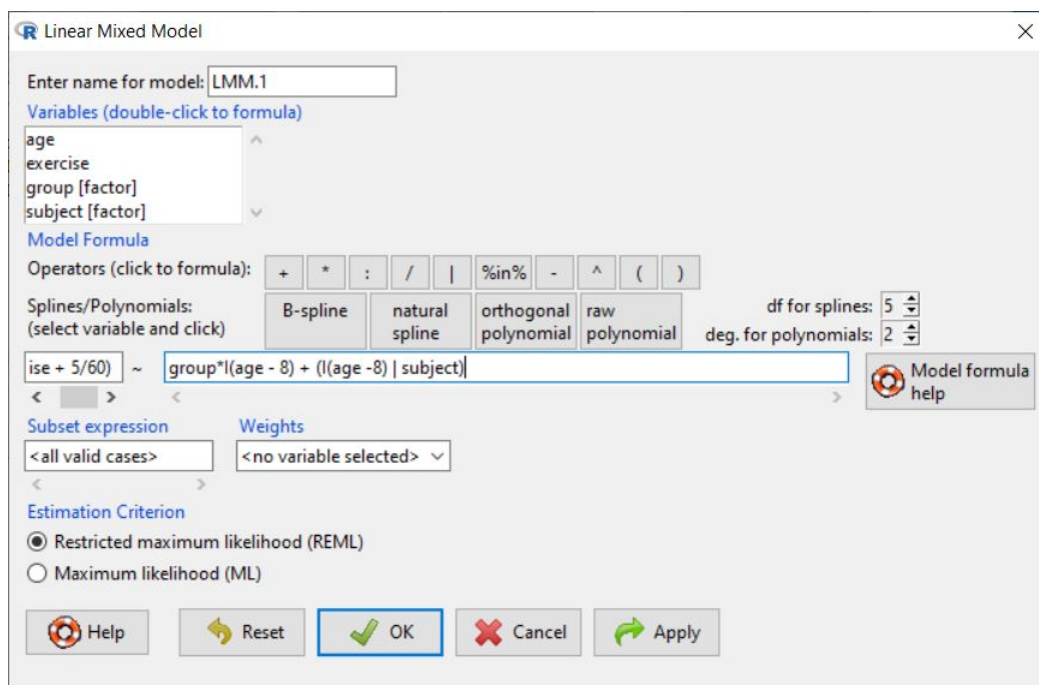 Linear Mixed Model
Enter name for model: LMM.1
Variables (double-click to formula)
age
exercise
group [factor]
subject [factor]
Model Formula
Operators (click to formula): + * : / | %in% - ^ ( )
Splines/Polynomials:
(select variable and click)
B-spline
natural
spline
orthogonal
polynomial
raw
polynomial
df for splines: 5
deg. for polynomials: 2
ise + 5/60) ~ group*I(age - 8) + (I(age -8) | subject)
Model formula
help
Subset expression Weights
<all valid cases> <no variable selected>
Estimation Criterion
Restricted maximum likelihood (REML)
Maximum likelihood (ML)
Help Reset OK Cancel Apply